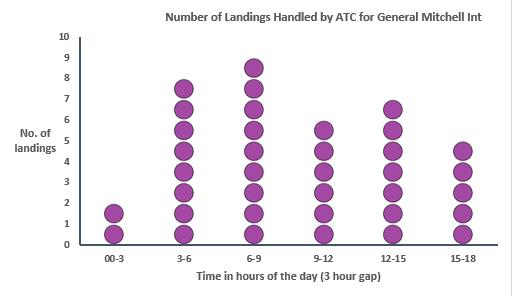 Number of Landings Handled by ATC for General Mitchell Int
10
9
8
7
6
5
4
3
2
1
0
No. of
landings
00-3 3-6 6-9 9-12 12-15 15-18
Time in hours of the day (3 hour gap)